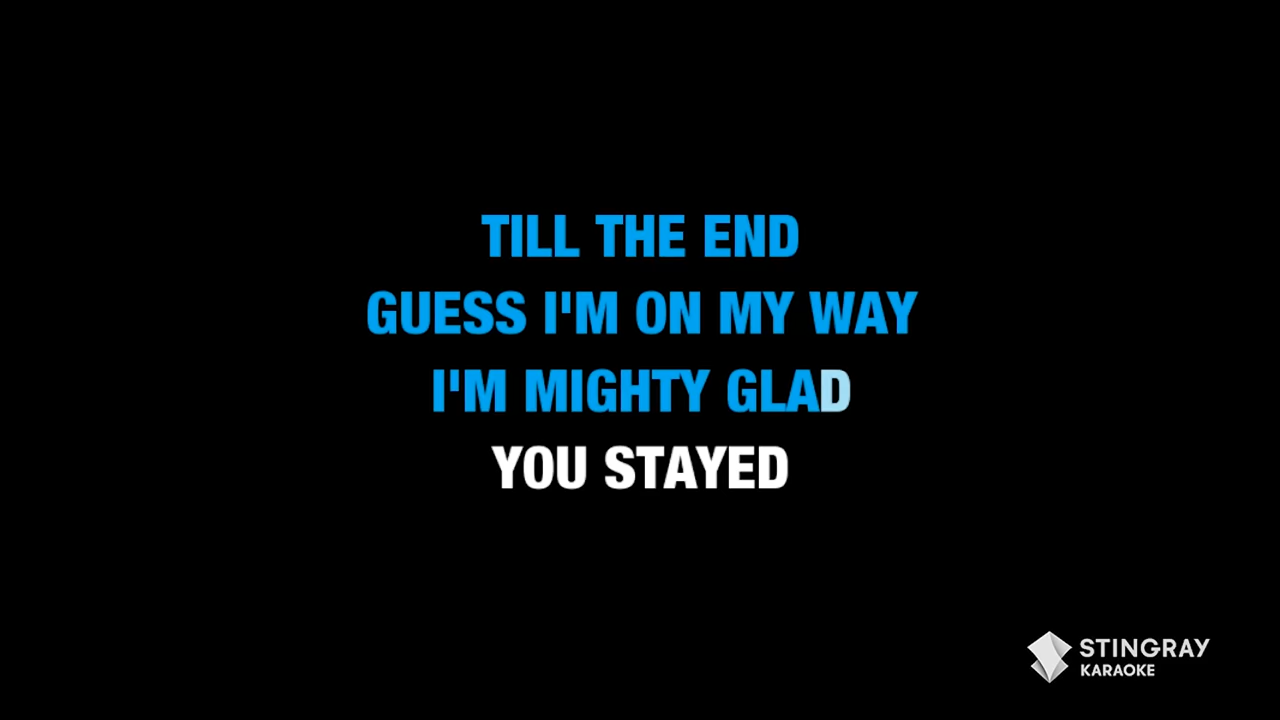 TILL THE END
GUESS I'M ON MY WAY
I'M MIGHTY GLAD
YOU STAYED
STINGRAY
KARAOKE